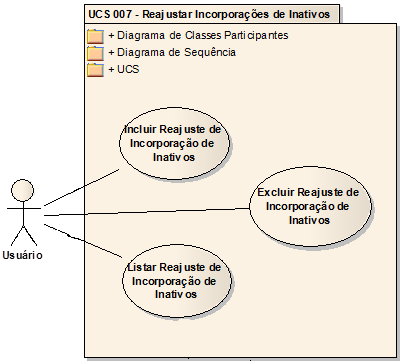 UCS 007 - Reajustar Incorporações de Inativos
+ Diagrama de Classes Participantes
+ Diagrama de Sequência
+ UCS
Incluir Reajuste de
Incorporação de
Inativos
Excluir Reajuste de
Incorporação de
Inativos
Usuário
Listar Reajuste de
Incorporação de
Inativos